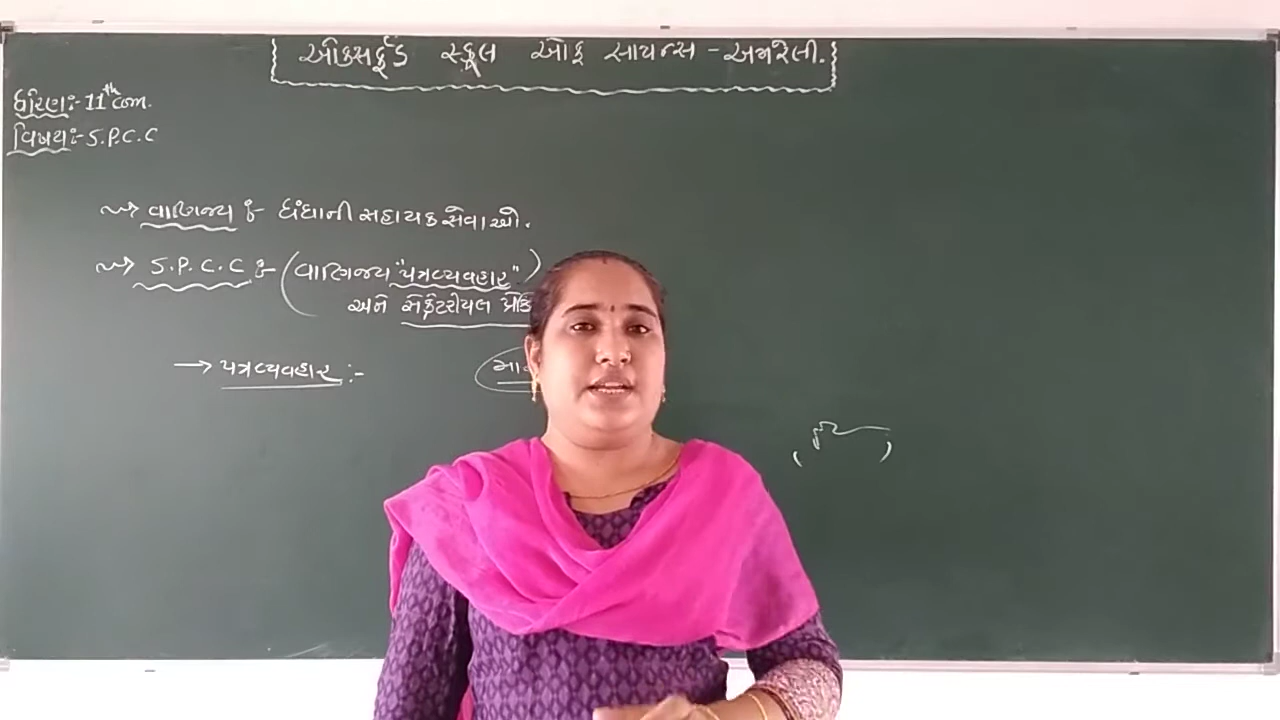 ઓક્સફર્ડ સ્કૂલ ઓફ સાયન્સ - અમરેલી.
ધોરણ:- 11th com.
વિષય:- S.P.C.C
વાણિજ્ય :- ધંધાની સહાયક સેવાઓ.
S.P.C.C :- (વાણિજ્ય "પત્રવ્યવહાર")
અને સેક્રેટરીયલ
→ પત્રવ્યવહાર :-